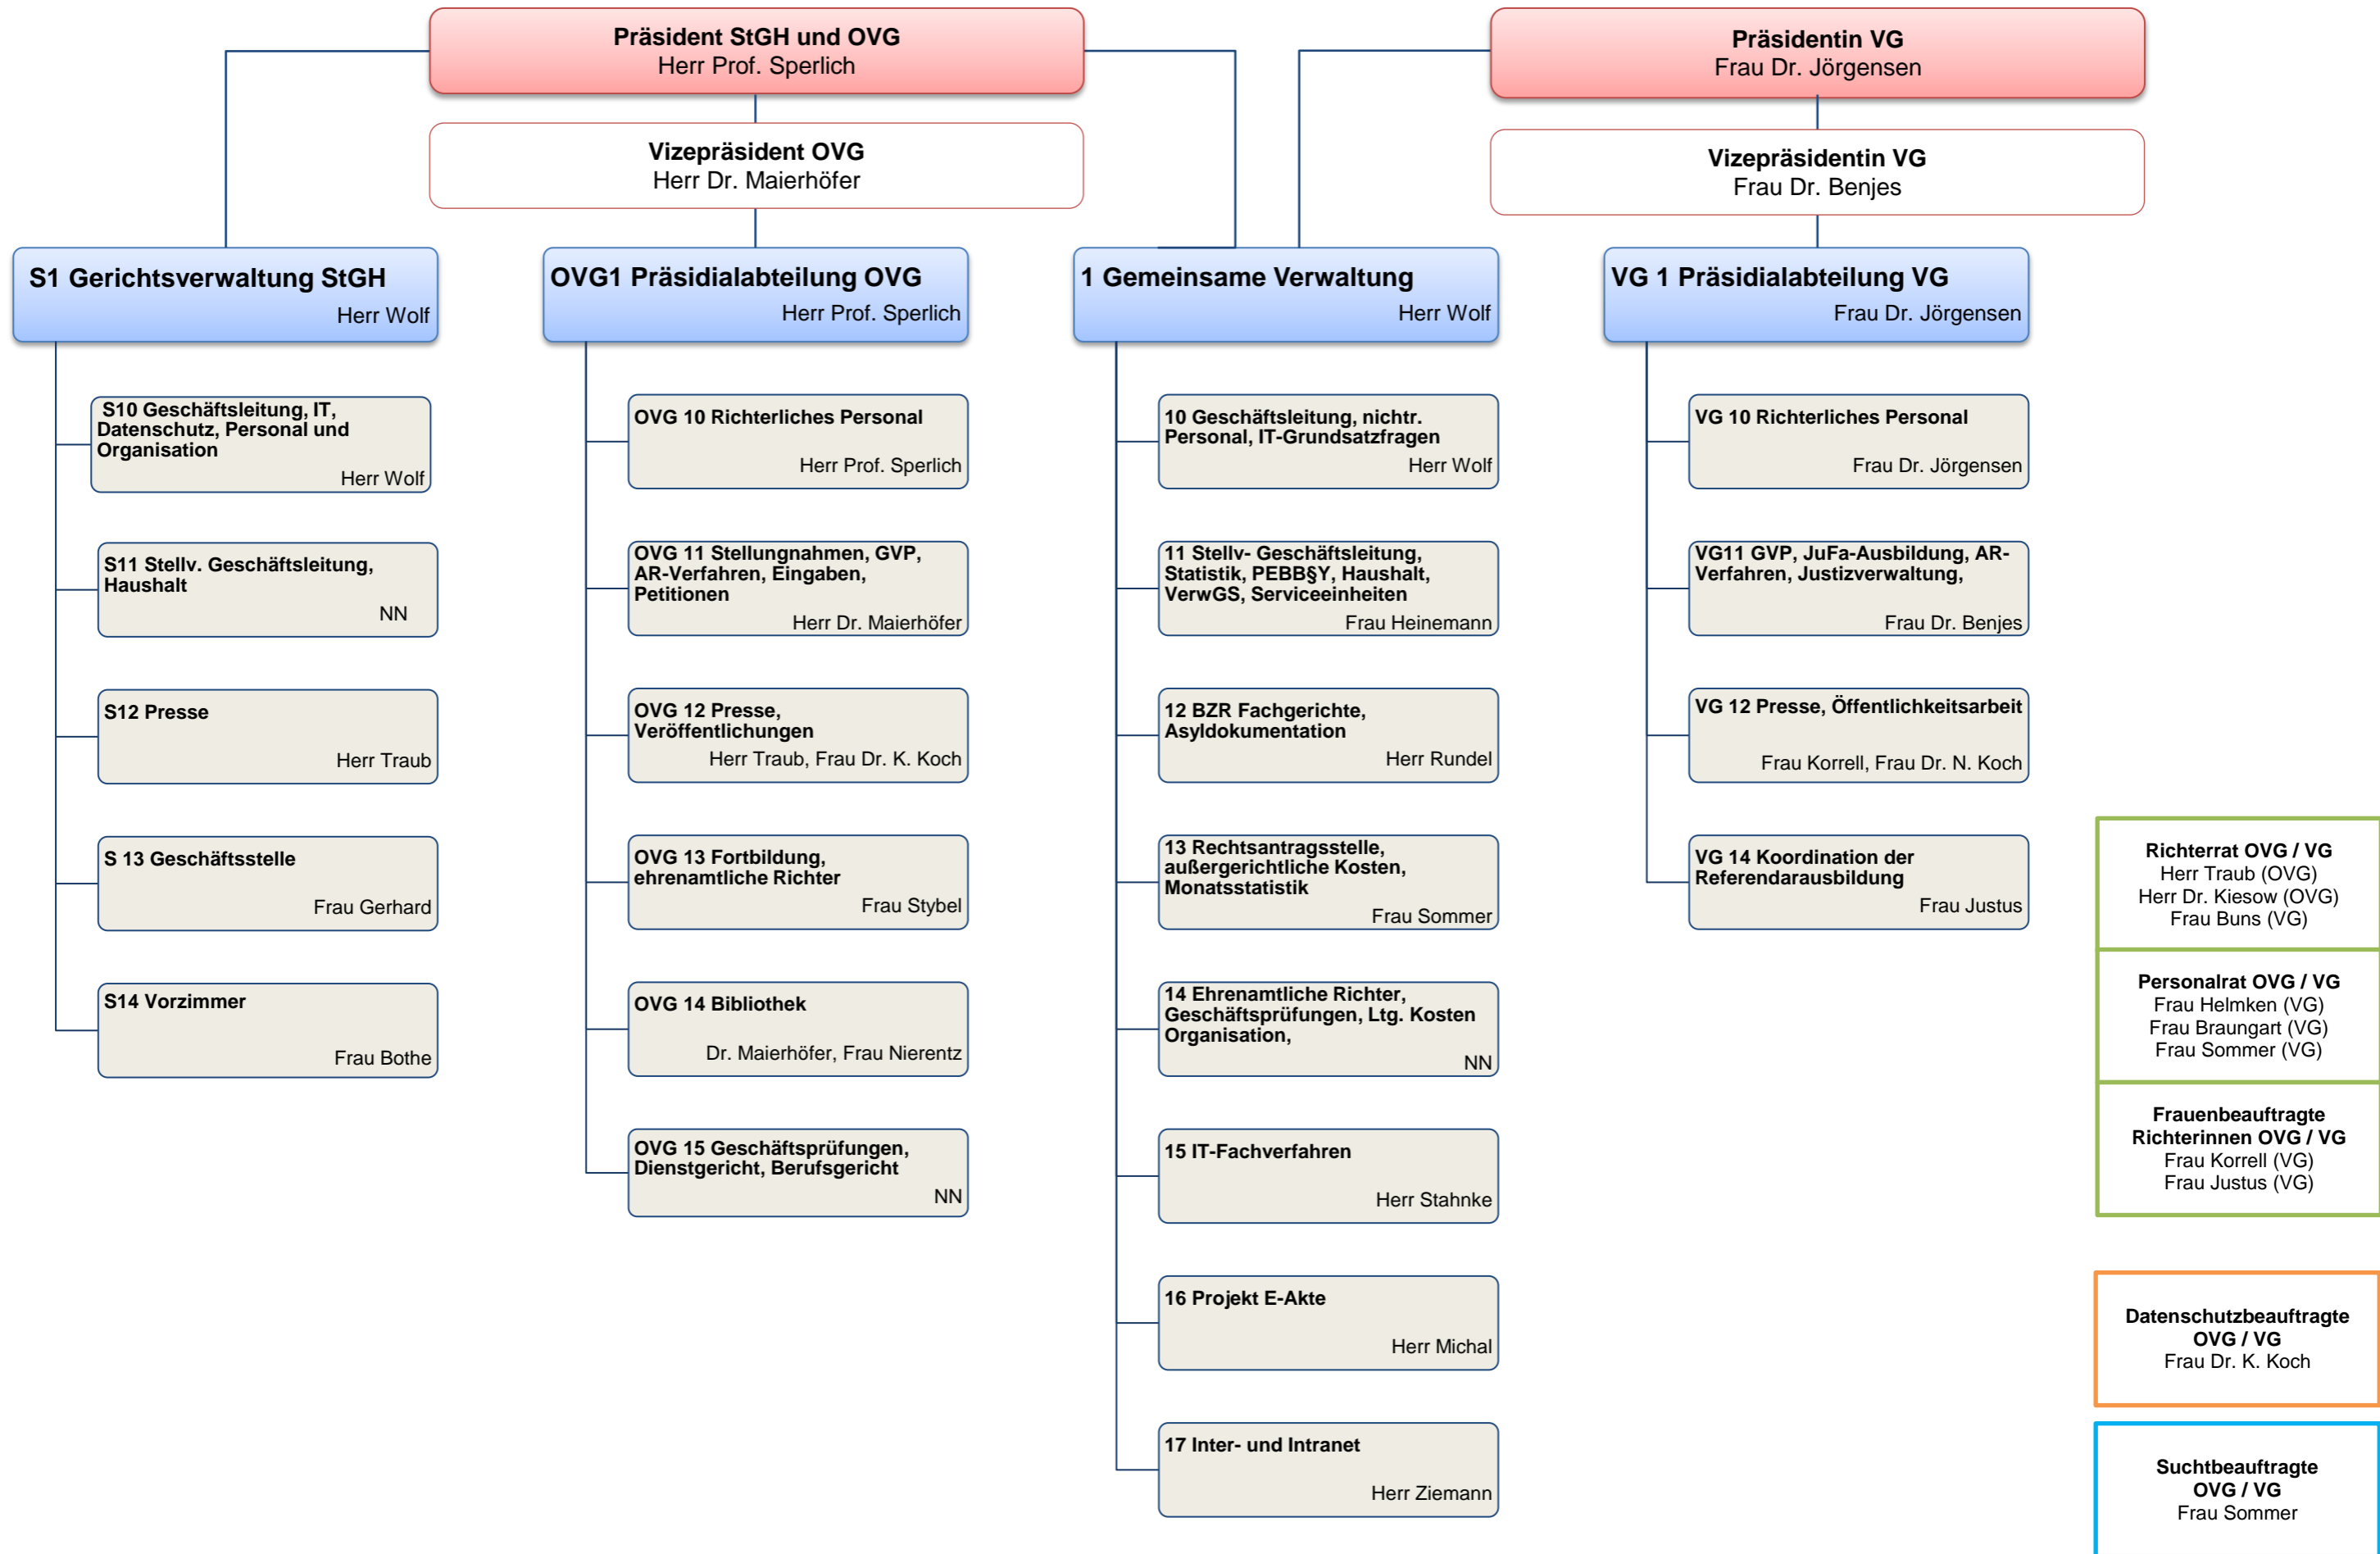 Präsident StGH und OVG
Herr Prof. Sperlich
Präsidentin VG
Frau Dr. Jörgensen
Vizepräsident OVG
Herr Dr. Maierhöfer
Vizepräsidentin VG
Frau Dr. Benjes
S1 Gerichtsverwaltung StGH
Herr Wolf
OVG1 Präsidialabteilung OVG
Herr Prof. Sperlich
1 Gemeinsame Verwaltung
Herr Wolf
VG 1 Präsidialabteilung VG
Frau Dr. Jörgensen
S10 Geschäftsleitung, IT,
Datenschutz, Personal und
Organisation
Herr Wolf
S11 Stellv. Geschäftsleitung,
Haushalt
NN
S12 Presse
Herr Traub
S 13 Geschäftsstelle
Frau Gerhard
S14 Vorzimmer
Frau Bothe
OVG 10 Richterliches Personal
Herr Prof. Sperlich
OVG 11 Stellungnahmen, GVP,
AR-Verfahren, Eingaben,
Petitionen
Herr Dr. Maierhöfer
OVG 12 Presse,
Veröffentlichungen
Herr Traub, Frau Dr. K. Koch
OVG 13 Fortbildung,
ehrenamtliche Richter
Frau Stybel
OVG 14 Bibliothek
Dr. Maierhöfer, Frau Nierentz
OVG 15 Geschäftsprüfungen,
Dienstgericht, Berufsgericht
NN
10 Geschäftsleitung, nichtr.
Personal, IT-Grundsatzfragen
Herr Wolf
11 Stellv- Geschäftsleitung,
Statistik, PEBB§Y, Haushalt,
VerwGS, Serviceeinheiten
Frau Heinemann
12 BZR Fachgerichte,
Asyldokumentation
Herr Rundel
13 Rechtsantragsstelle,
außergerichtliche Kosten,
Monatsstatistik
Frau Sommer
14 Ehrenamtliche Richter,
Geschäftsprüfungen, Ltg. Kosten
Organisation,
NN
15 IT-Fachverfahren
Herr Stahnke
16 Projekt E-Akte
Herr Michal
17 Inter- und Intranet
Herr Ziemann
VG 10 Richterliches Personal
Frau Dr. Jörgensen
VG11 GVP, JuFa-Ausbildung, AR-
Verfahren, Justizverwaltung,
Frau Dr. Benjes
VG 12 Presse, Öffentlichkeitsarbeit
Frau Korrell, Frau Dr. N. Koch
VG 14 Koordination der
Referendarausbildung
Frau Justus
Richterrat OVG / VG
Herr Traub (OVG)
Herr Dr. Kiesow (OVG)
Frau Buns (VG)
Personalrat OVG / VG
Frau Helmken (VG)
Frau Braungart (VG)
Frau Sommer (VG)
Frauenbeauftragte
Richterinnen OVG / VG
Frau Korrell (VG)
Frau Justus (VG)
Datenschutzbeauftragte
OVG / VG
Frau Dr. K. Koch
Suchtbeauftragte
OVG / VG
Frau Sommer